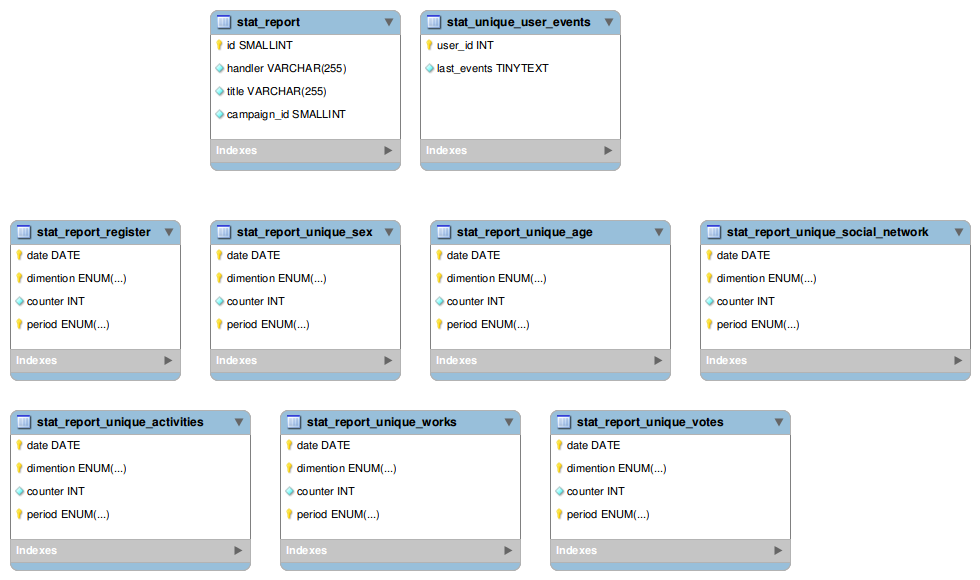 stat_report
id SMALLINT
handler VARCHAR(255)
title VARCHAR(255)
campaign_id SMALLINT
Indexes
stat_unique_user_events
user_id INT
last_events TINYTEXT
Indexes
stat_report_register
date DATE
dimention ENUM(...)
counter INT
period ENUM(...)
Indexes
stat_report_unique_sex
date DATE
dimention ENUM(...)
counter INT
period ENUM(...)
Indexes
stat_report_unique_age
date DATE
dimention ENUM(...)
counter INT
period ENUM(...)
Indexes
stat_report_unique_social_network
date DATE
dimention ENUM(...)
counter INT
period ENUM(...)
Indexes
stat_report_unique_activities
date DATE
dimention ENUM(...)
counter INT
period ENUM(...)
Indexes
stat_report_unique_works
date DATE
dimention ENUM(...)
counter INT
period ENUM(...)
Indexes
stat_report_unique_votes
date DATE
dimention ENUM(...)
counter INT
period ENUM(...)
Indexes